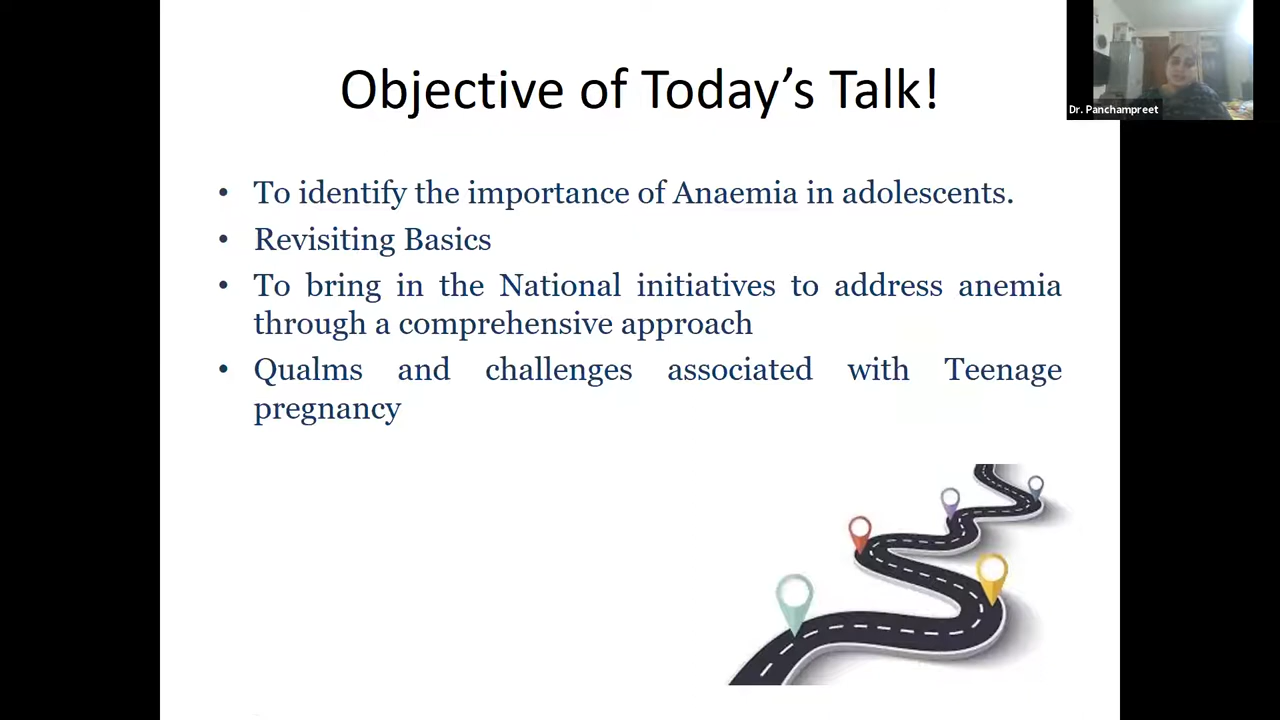 Objective of Today's Talk!
Dr. Panchampreet
• To identify the importance of Anaemia in adolescents.
• Revisiting Basics
• To bring in the National initiatives to address anemia
through a comprehensive approach
• Qualms and challenges associated with Teenage
pregnancy